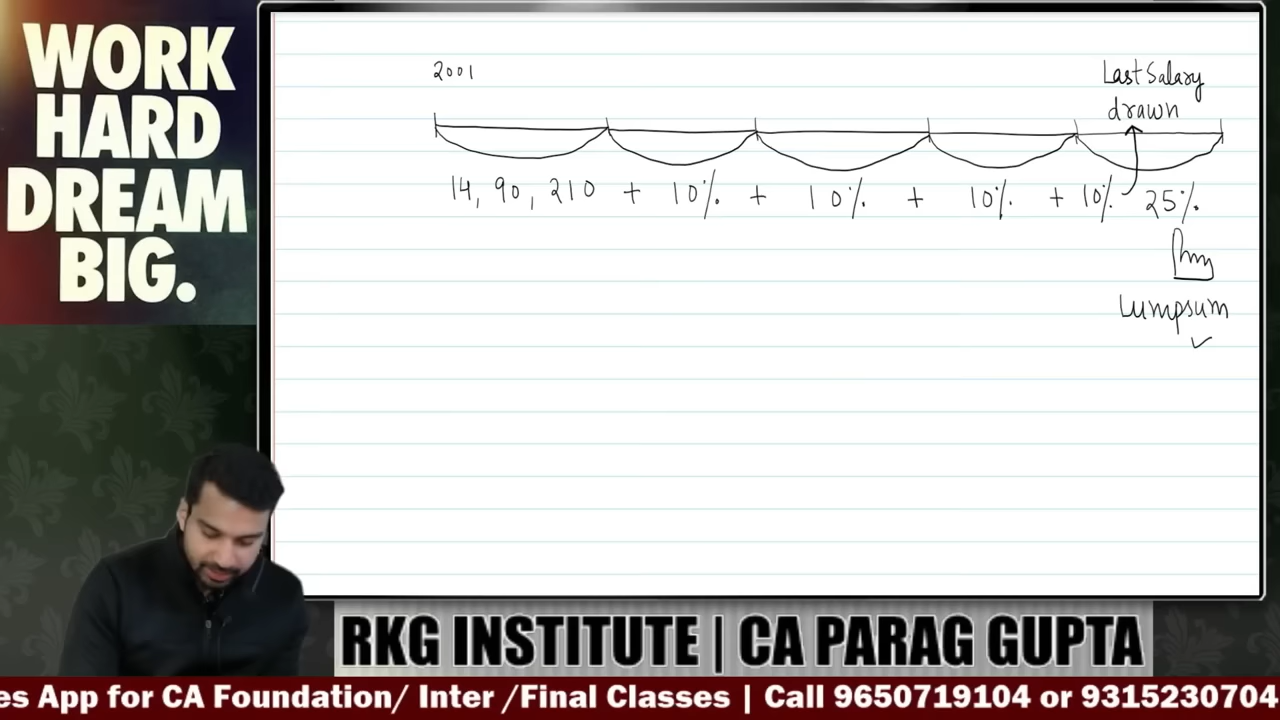 WORK
HARD
DREAM
BIG.
2001
Last Salary
drawn
14, 90, 210 + 10% + 10% + 10% + 10% 25%
Lumpsum
RKG INSTITUTE | CA PARAG GUPTA
es App for CA Foundation/ Inter /Final Classes | Call 9650719104 or 9315230704